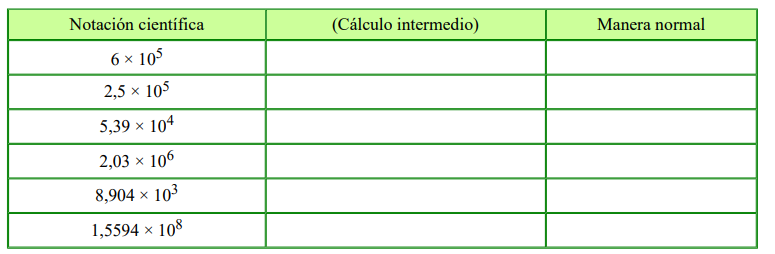 Notación científica (Cálculo intermedio) Manera normal
6 × 10⁵
2,5 × 10⁵
5,39 × 10⁴
2,03 × 10⁶
8,904 × 10³
1,5594 × 10⁸